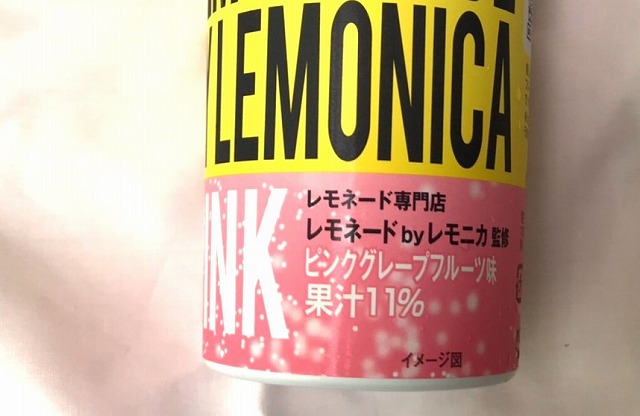 LEMONICA
レモネード専門店
レモネード by レモニカ 監修
INK
ピンクグレープフルーツ味
果汁11%
イメージ図